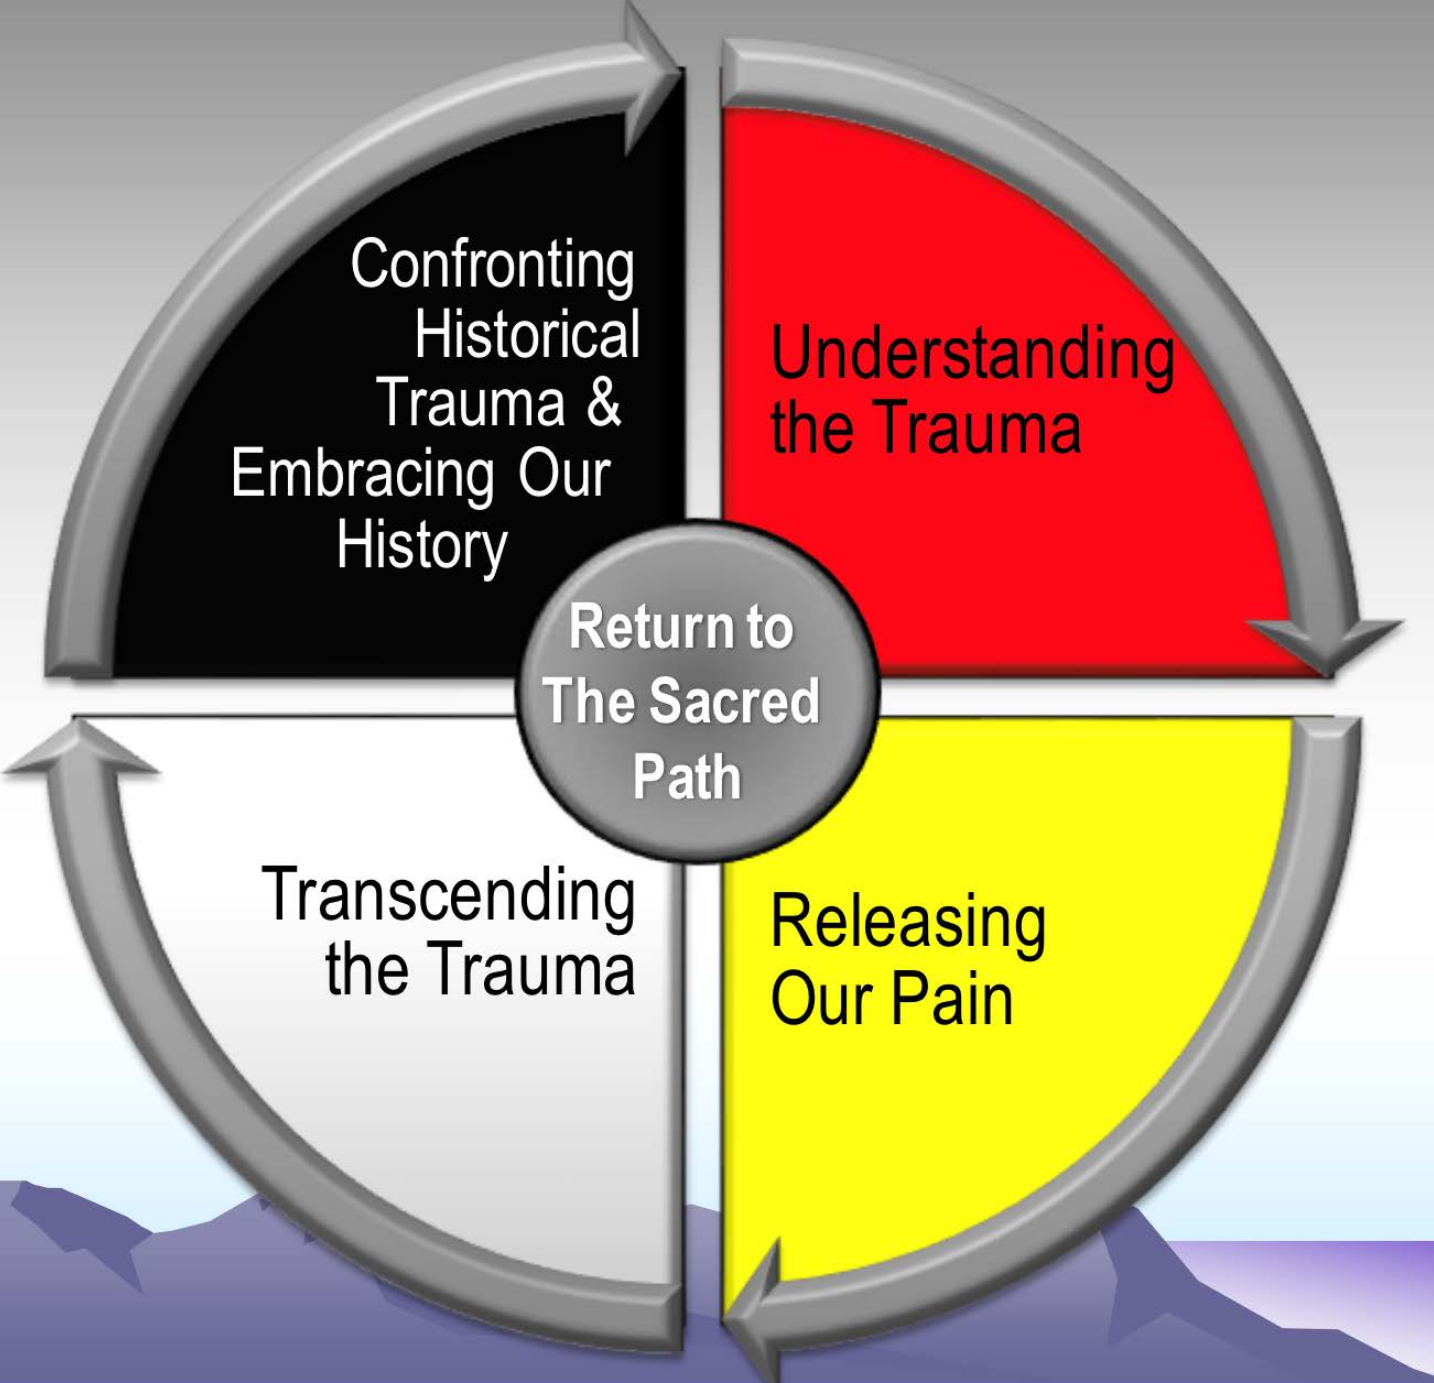 Confronting
Historical
Trauma &
Embracing Our
History
Understanding
the Trauma
Return to
The Sacred
Path
Transcending
the Trauma
Releasing
Our Pain